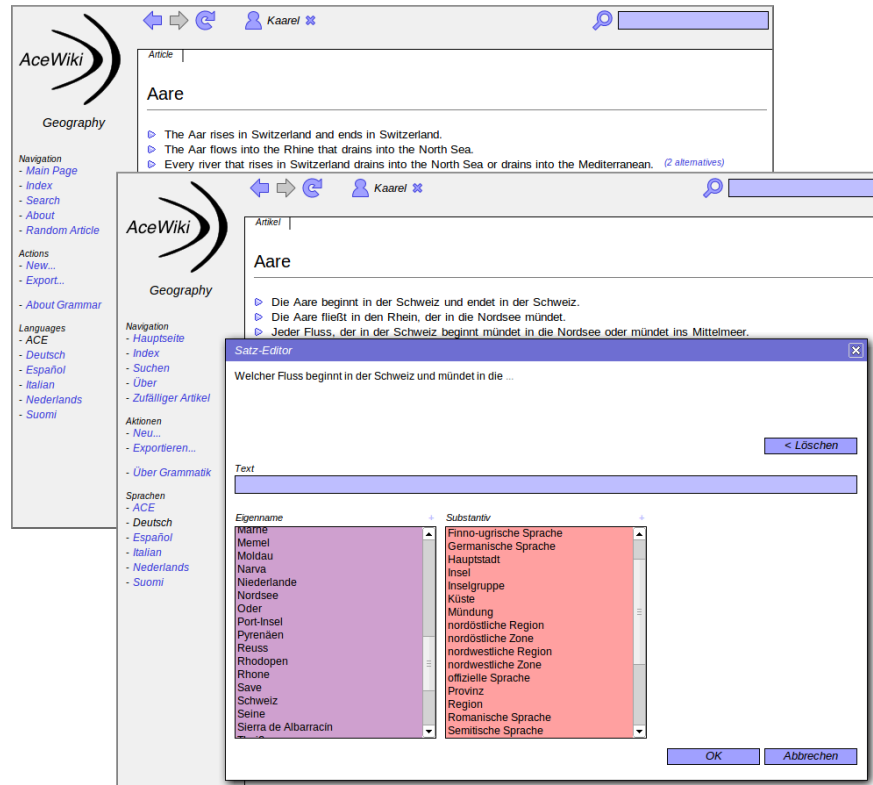 Kaarel
AceWiki
Geography
Navigation
- Main Page
- Index
- Search
- About
- Random Article
Actions
- New...
- Export...
- About Grammar
Languages
- ACE
- Deutsch
- Español
- Italian
- Nederlands
- Suomi
Article
Aare
The Aar rises in Switzerland and ends in Switzerland.
The Aar flows into the Rhine that drains into the North Sea.
Every river that rises in Switzerland drains into the North Sea or drains into the Mediterranean. (2 alternatives)
Kaarel
AceWiki
Geography
Navigation
- Hauptseite
- Index
- Suchen
- Über
- Zufälliger Artikel
Aktionen
- Neu...
- Exportieren...
- Über Grammatik
Sprachen
- ACE
- Deutsch
- Español
- Italian
- Nederlands
- Suomi
Artikel
Aare
Die Aare beginnt in der Schweiz und endet in der Schweiz.
Die Aare fließt in den Rhein, der in die Nordsee mündet.
Jeder Fluss, der in der Schweiz beginnt mündet in die Nordsee oder mündet ins Mittelmeer.
Satz-Editor
Welcher Fluss beginnt in der Schweiz und mündet in die ...
< Löschen
Text
Eigenname +
Marne
Memel
Moldau
Narva
Niederlande
Nordsee
Oder
Port-Insel
Pyrenäen
Reuss
Rhodopen
Rhone
Save
Schweiz
Seine
Sierra de Albarracín
Substantiv +
Finno-ugrische Sprache
Germanische Sprache
Hauptstadt
Insel
Inselgruppe
Küste
Mündung
nordöstliche Region
nordöstliche Zone
nordwestliche Region
nordwestliche Zone
offizielle Sprache
Provinz
Region
Romanische Sprache
Semitische Sprache
OK
Abbrechen